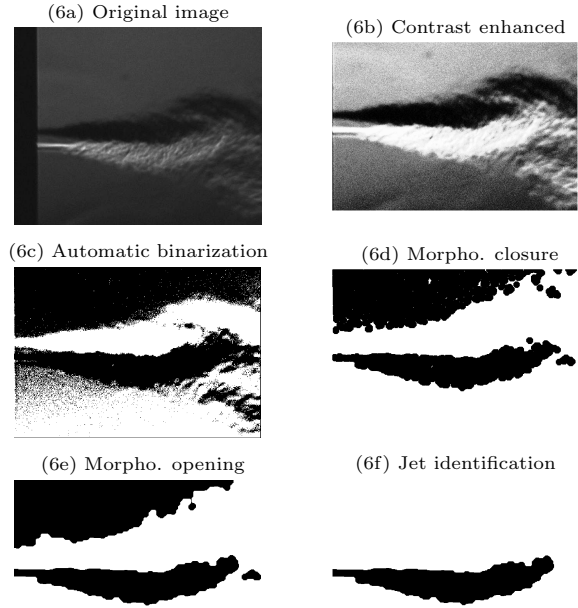 (6a) Original image
(6b) Contrast enhanced
(6c) Automatic binarization
(6d) Morpho. closure
(6e) Morpho. opening
(6f) Jet identification